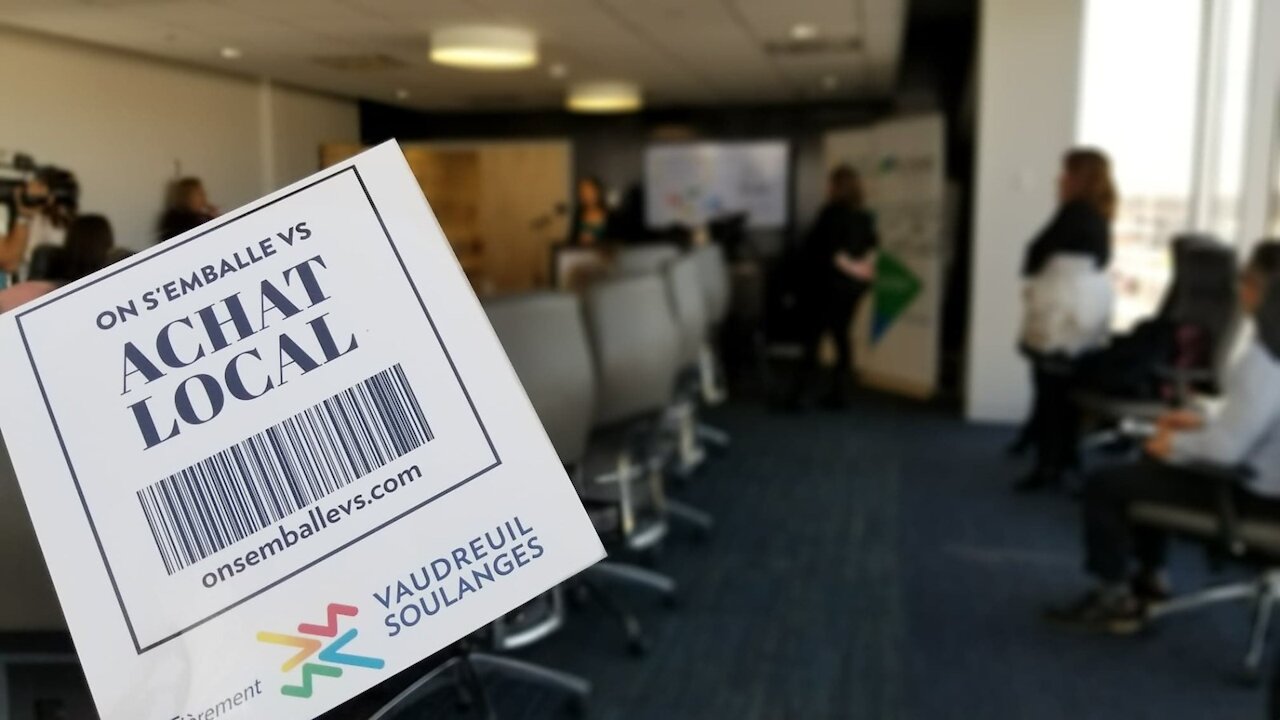 ON S'EMBALLE VS
ACHAT
LOCAL
onsemballevs.com
VAUDREUIL
SOULANGES